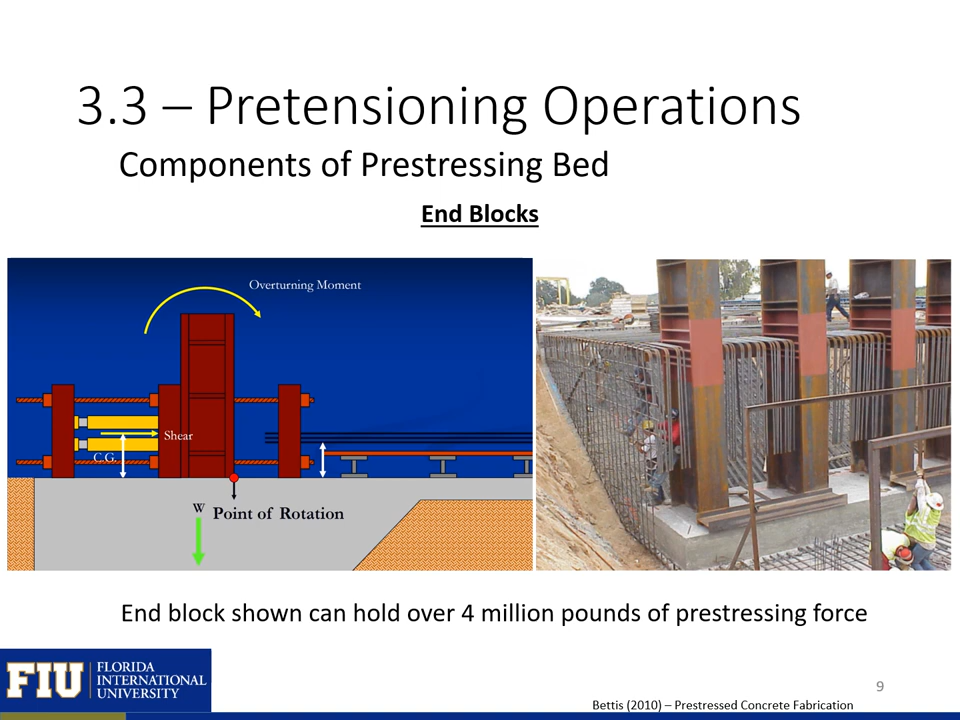 3.3 – Pretensioning Operations
Components of Prestressing Bed
End Blocks
Overturning Moment
Shear
C.G.
W
Point of Rotation
End block shown can hold over 4 million pounds of prestressing force
FIU
FLORIDA
INTERNATIONAL
UNIVERSITY
9
Bettis (2010) – Prestressed Concrete Fabrication